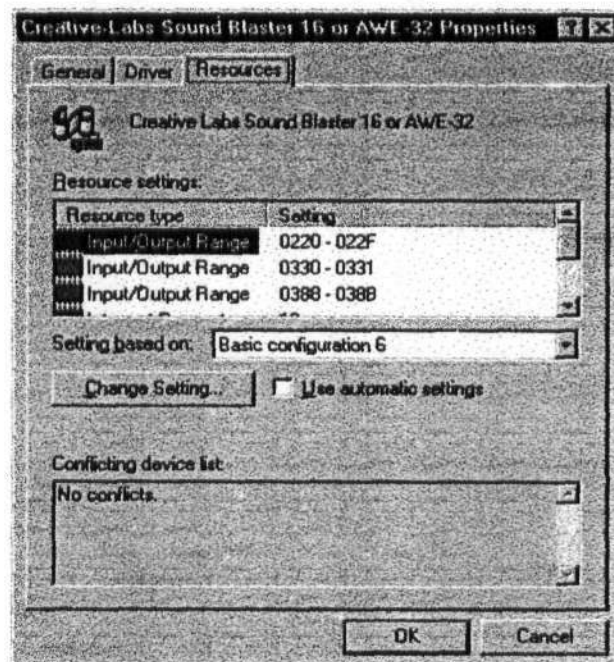 Creative Labs Sound Blaster 16 or AWE-32 Properties
General Driver Resources
Creative Labs Sound Blaster 16 or AWE-32
Resource settings:
Resource type Setting
Input/Output Range 0220 - 022F
Input/Output Range 0330 - 0331
Input/Output Range 0388 - 038B
Setting based on: Basic configuration 6
Change Setting... Use automatic settings
Conflicting device list:
No conflicts.
OK Cancel